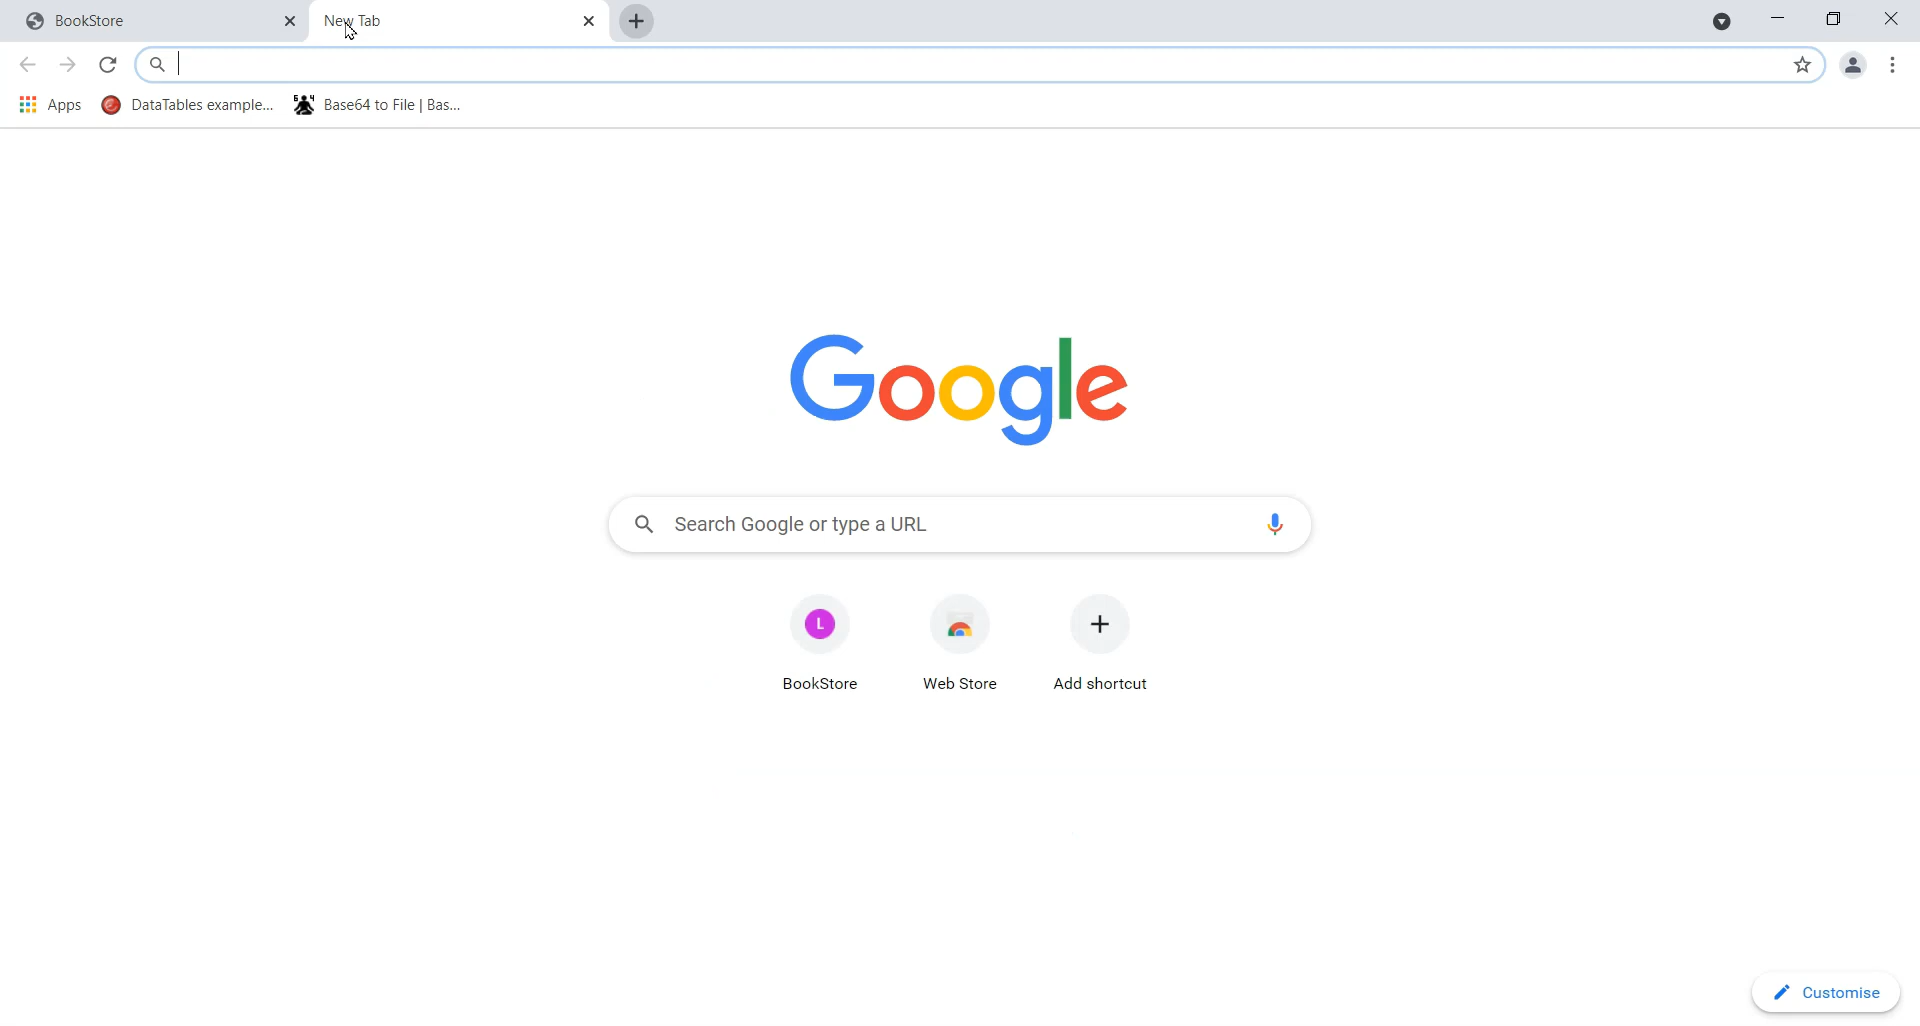 BookStore
New Tab
Apps
DataTables example...
Base64 to File | Bas...
Google
Search Google or type a URL
L
BookStore
Web Store
Add shortcut
Customise